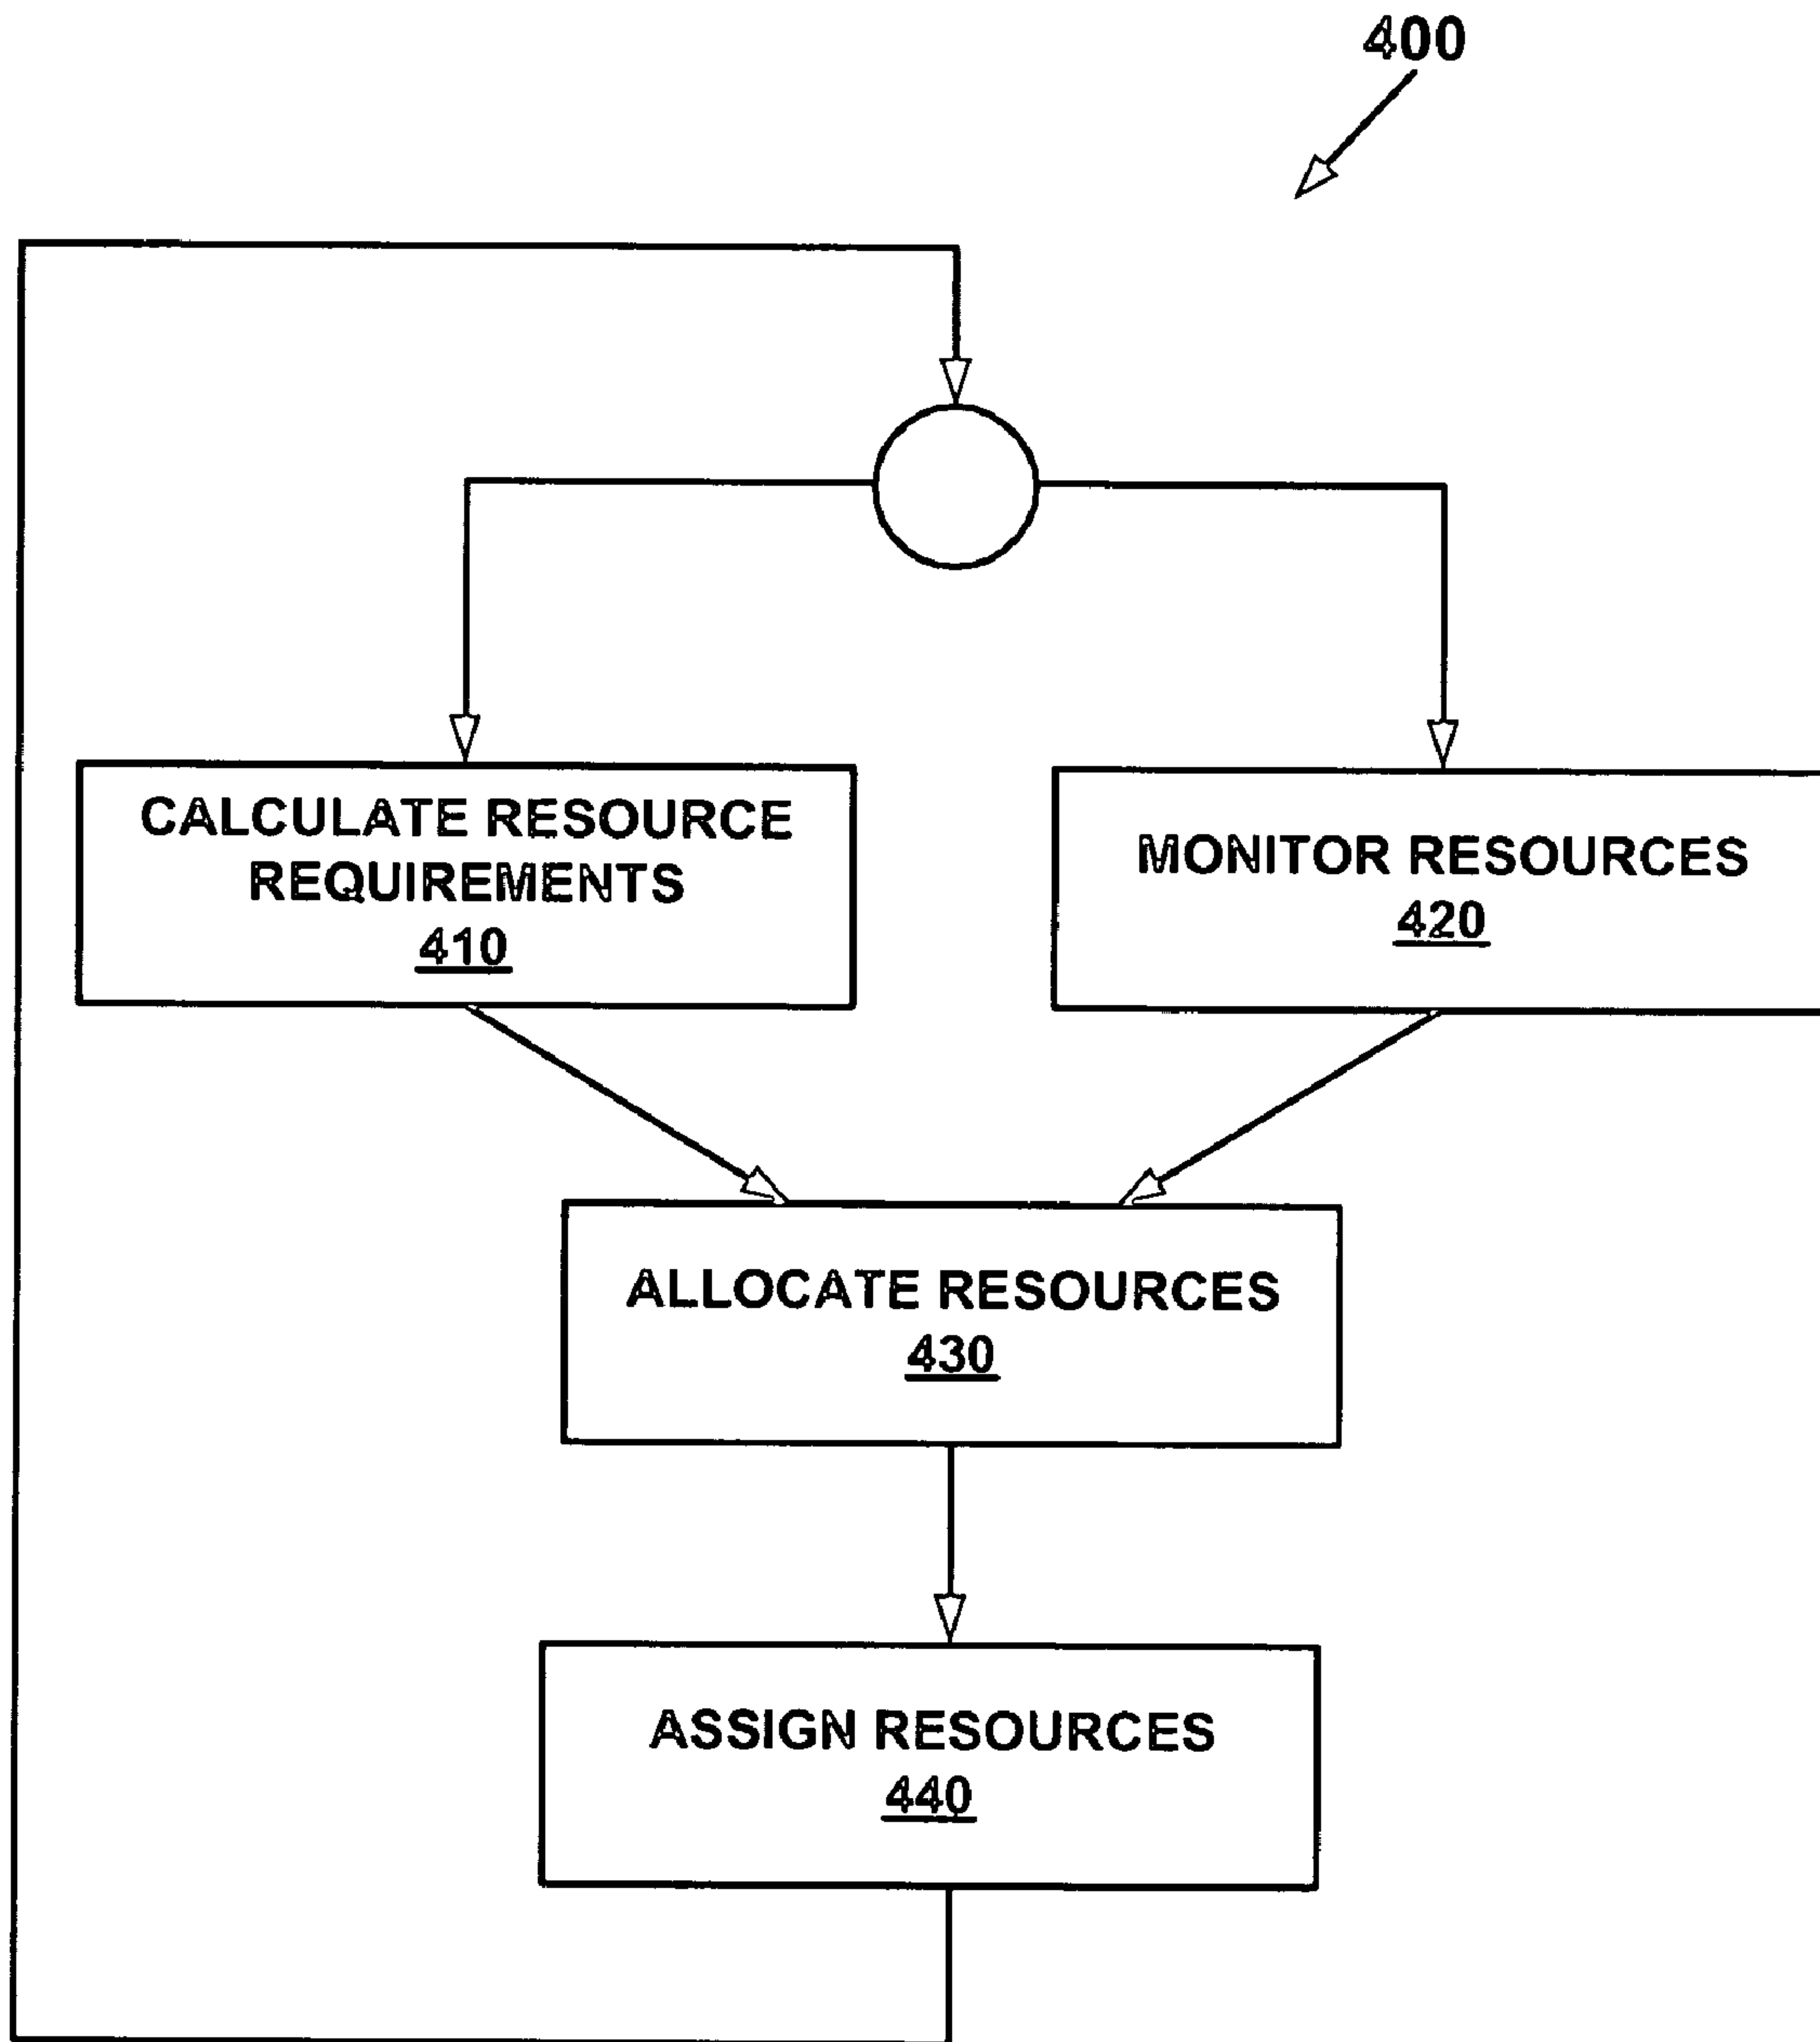 400
CALCULATE RESOURCE
REQUIREMENTS
410
MONITOR RESOURCES
420
ALLOCATE RESOURCES
430
ASSIGN RESOURCES
440